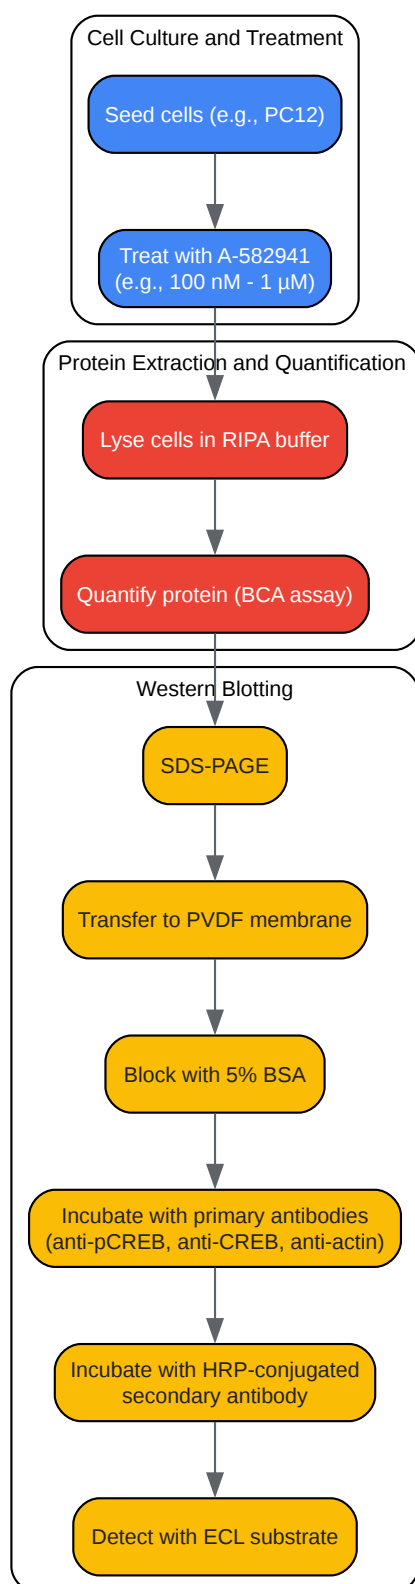 Cell Culture and Treatment
Seed cells (e.g., PC12)
Treat with A-582941
(e.g., 100 nM - 1 µM)
Protein Extraction and Quantification
Lyse cells in RIPA buffer
Quantify protein (BCA assay)
Western Blotting
SDS-PAGE
Transfer to PVDF membrane
Block with 5% BSA
Incubate with primary antibodies
(anti-pCREB, anti-CREB, anti-actin)
Incubate with HRP-conjugated
secondary antibody
Detect with ECL substrate